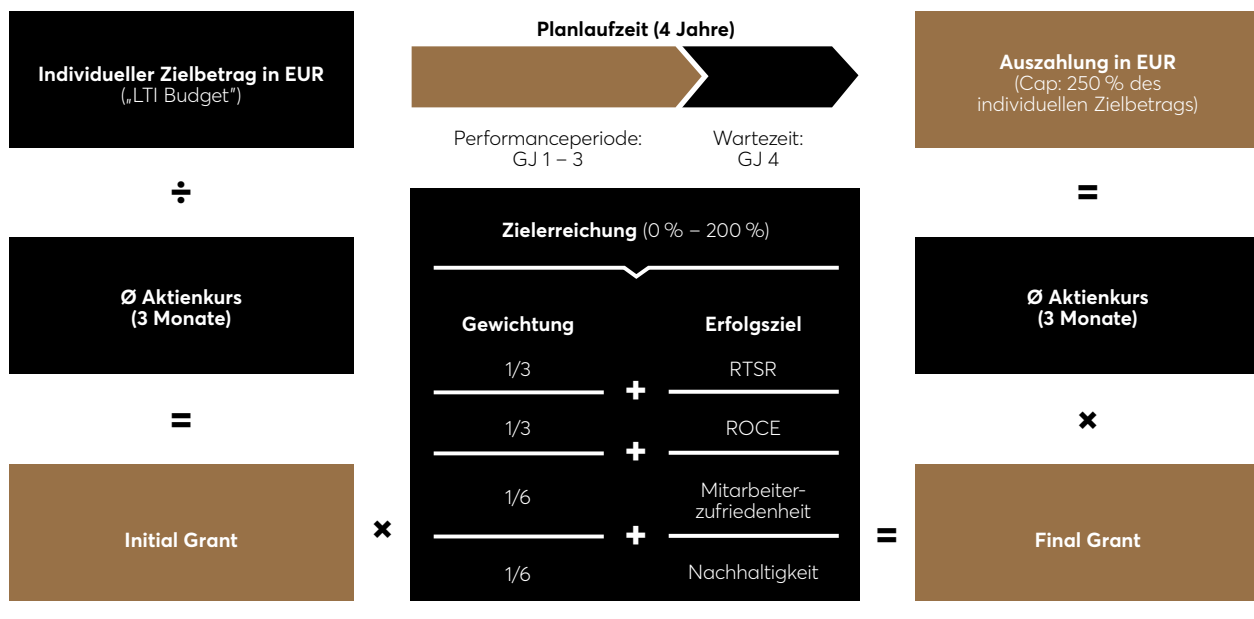 Individueller Zielbetrag in EUR
(„LTI Budget")
÷
Ø Aktienkurs
(3 Monate)
=
Initial Grant
×
Planlaufzeit (4 Jahre)
Performanceperiode:
GJ 1 – 3
Wartezeit:
GJ 4
Zielerreichung (0 % – 200 %)
Gewichtung
Erfolgsziel
1/3 + RTSR
1/3 + ROCE
1/6 + Mitarbeiter-
zufriedenheit
1/6 Nachhaltigkeit
=
Auszahlung in EUR
(Cap: 250 % des
individuellen Zielbetrags)
=
Ø Aktienkurs
(3 Monate)
×
Final Grant